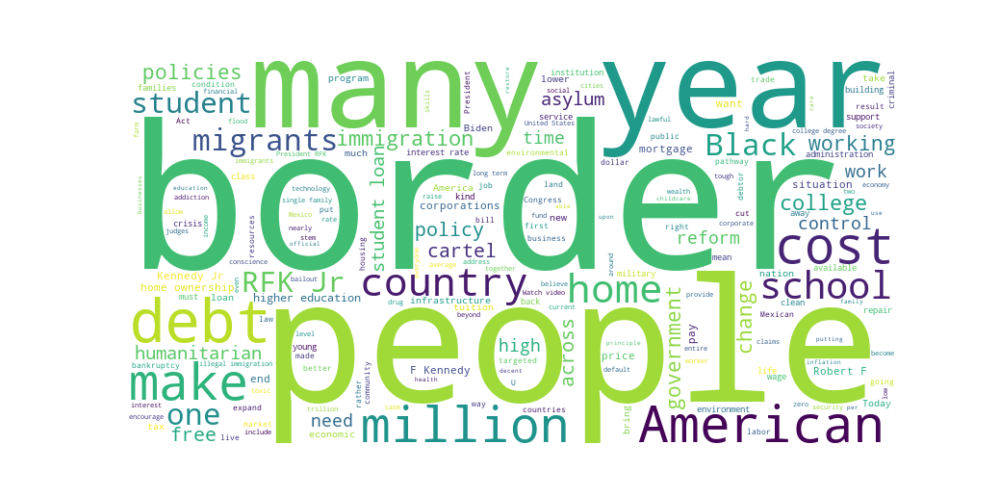 policies
families
condition
financial
program
many
year
President
skills
restore
lower
institution
social
cities
trade
want
take
building
criminal
student
Act
flood
service
asylum
United States
lawful
hard
result
support
college degree
society
migrants
immigration
Biden
time
public
mortgage
Black
working
President RFK
immigrants
much
interest rate
environmental
dollar
pathway
administration
border
businesses
farm
class
education
addiction
income
technology
single family
Mexico
put
rate
nearly
stem
official
student loan
America
kind
raise
job
corporations
bill
long term
land
Congress
fund
new
first
business
wealth
childcare
tough
debtor
two
situation
economy
work
college
use
crisis
judges
resources
conscience
policy
cartel
upon
right
reform
cut
corporate
mean
away
control
cost
Kennedy Jr
home ownership
RFK Jr
bailout
housing
country
average
address
together
Watch video
believe
current
home
around
military
nation
available
school
must
loan
even
higher education
drug
infrastructure
back
tuition
beyond
government
provide
change
clean
Mexican
family
repair
debt
people
law
level
young
made
better
high
targeted
decent
U
across
principle
price
default
pay
entire
worker
claims
putting
inflation
become
life
wage
Robert F
going
humanitarian
bankruptcy
illegal immigration
F Kennedy
health
community
rather
make
end
toxic
trillion
way
countries
bring
environment
zero
security
per
low
Today
interest
encourage
one
expand
tax
market
include
free
live
need
economic
million
American
labor